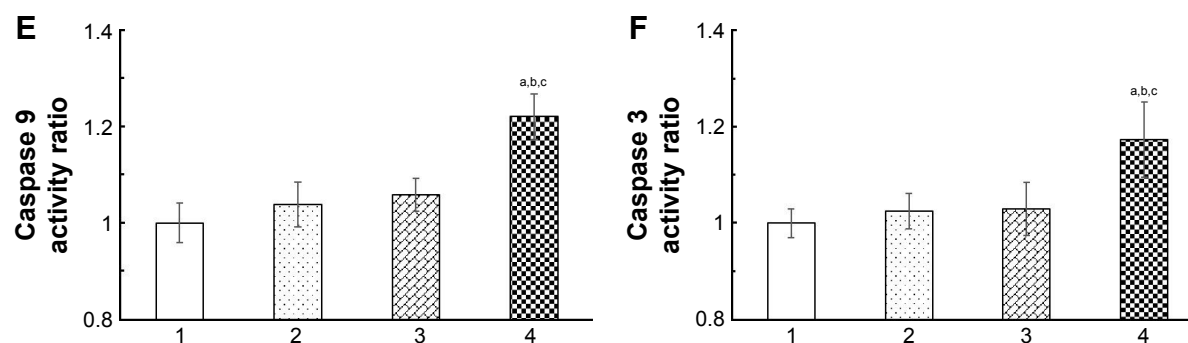 E
Caspase 9
activity ratio
1.4
1.2
1
0.8
a,b,c
1 2 3 4
F
Caspase 3
activity ratio
1.4
1.2
1
0.8
a,b,c
1 2 3 4